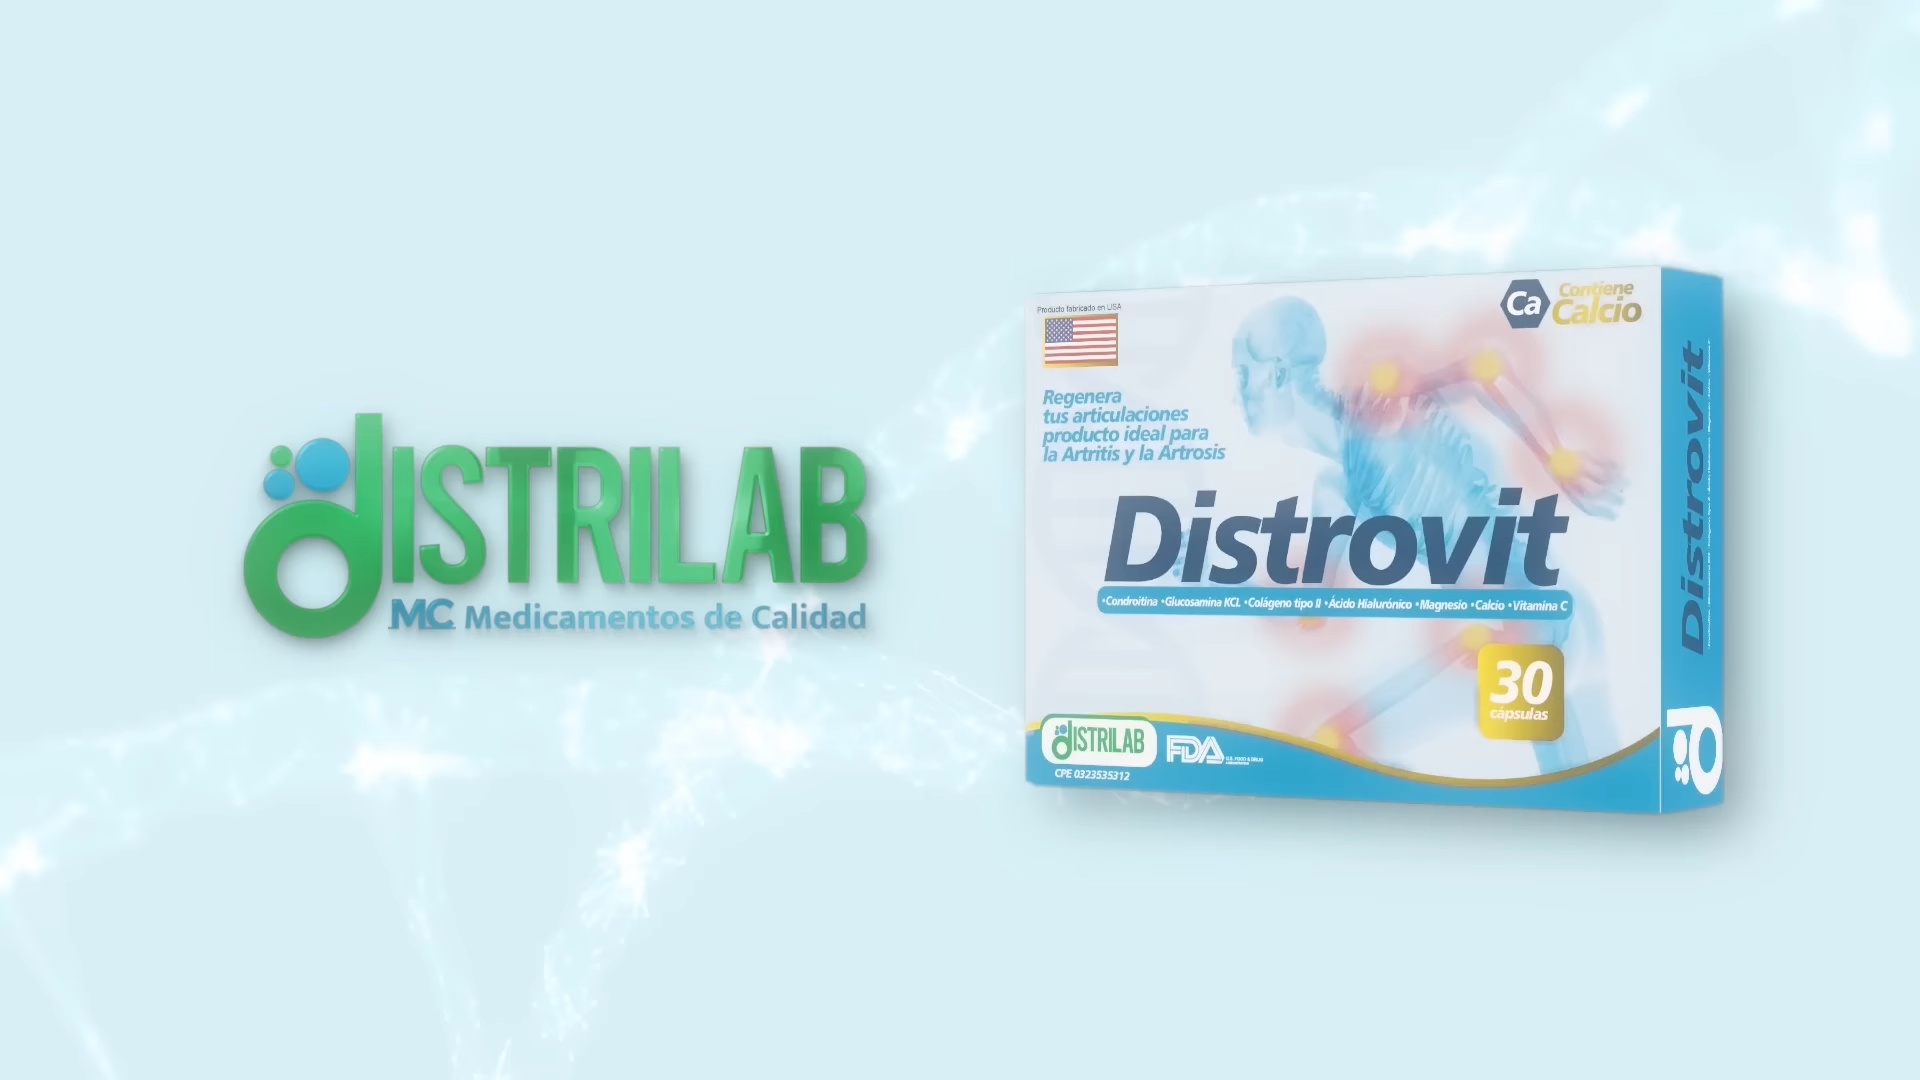 dISTRILAB
MC Medicamentos de Calidad
Producto fabricado en USA
Ca
Contiene
Calcio
Regenera
tus articulaciones
producto ideal para
la Artritis y la Artrosis
Distrovit
•Condroitina •Glucosamina KCL •Colágeno tipo II •Ácido Hialurónico •Magnesio •Calcio •Vitamina C
30
cápsulas
dISTRILAB
FDA
CPE 0323535312
Distrovit
d